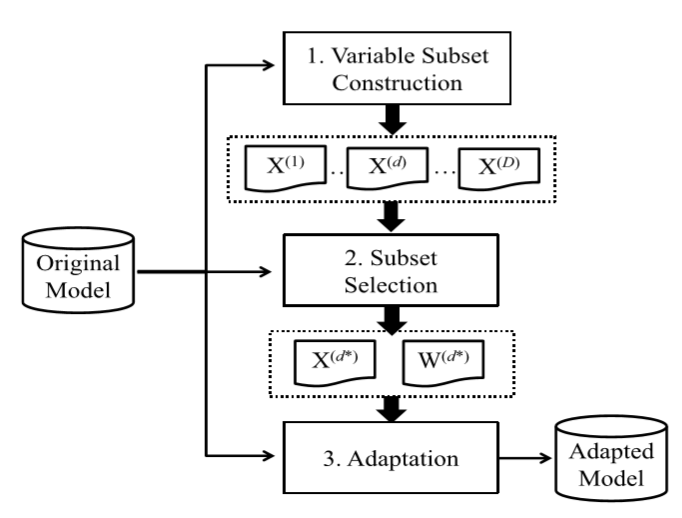 1. Variable Subset
Construction
X(1) .. X(d) ... X(D)
2. Subset
Selection
Original
Model
X(d*) W(d*)
3. Adaptation
Adapted
Model